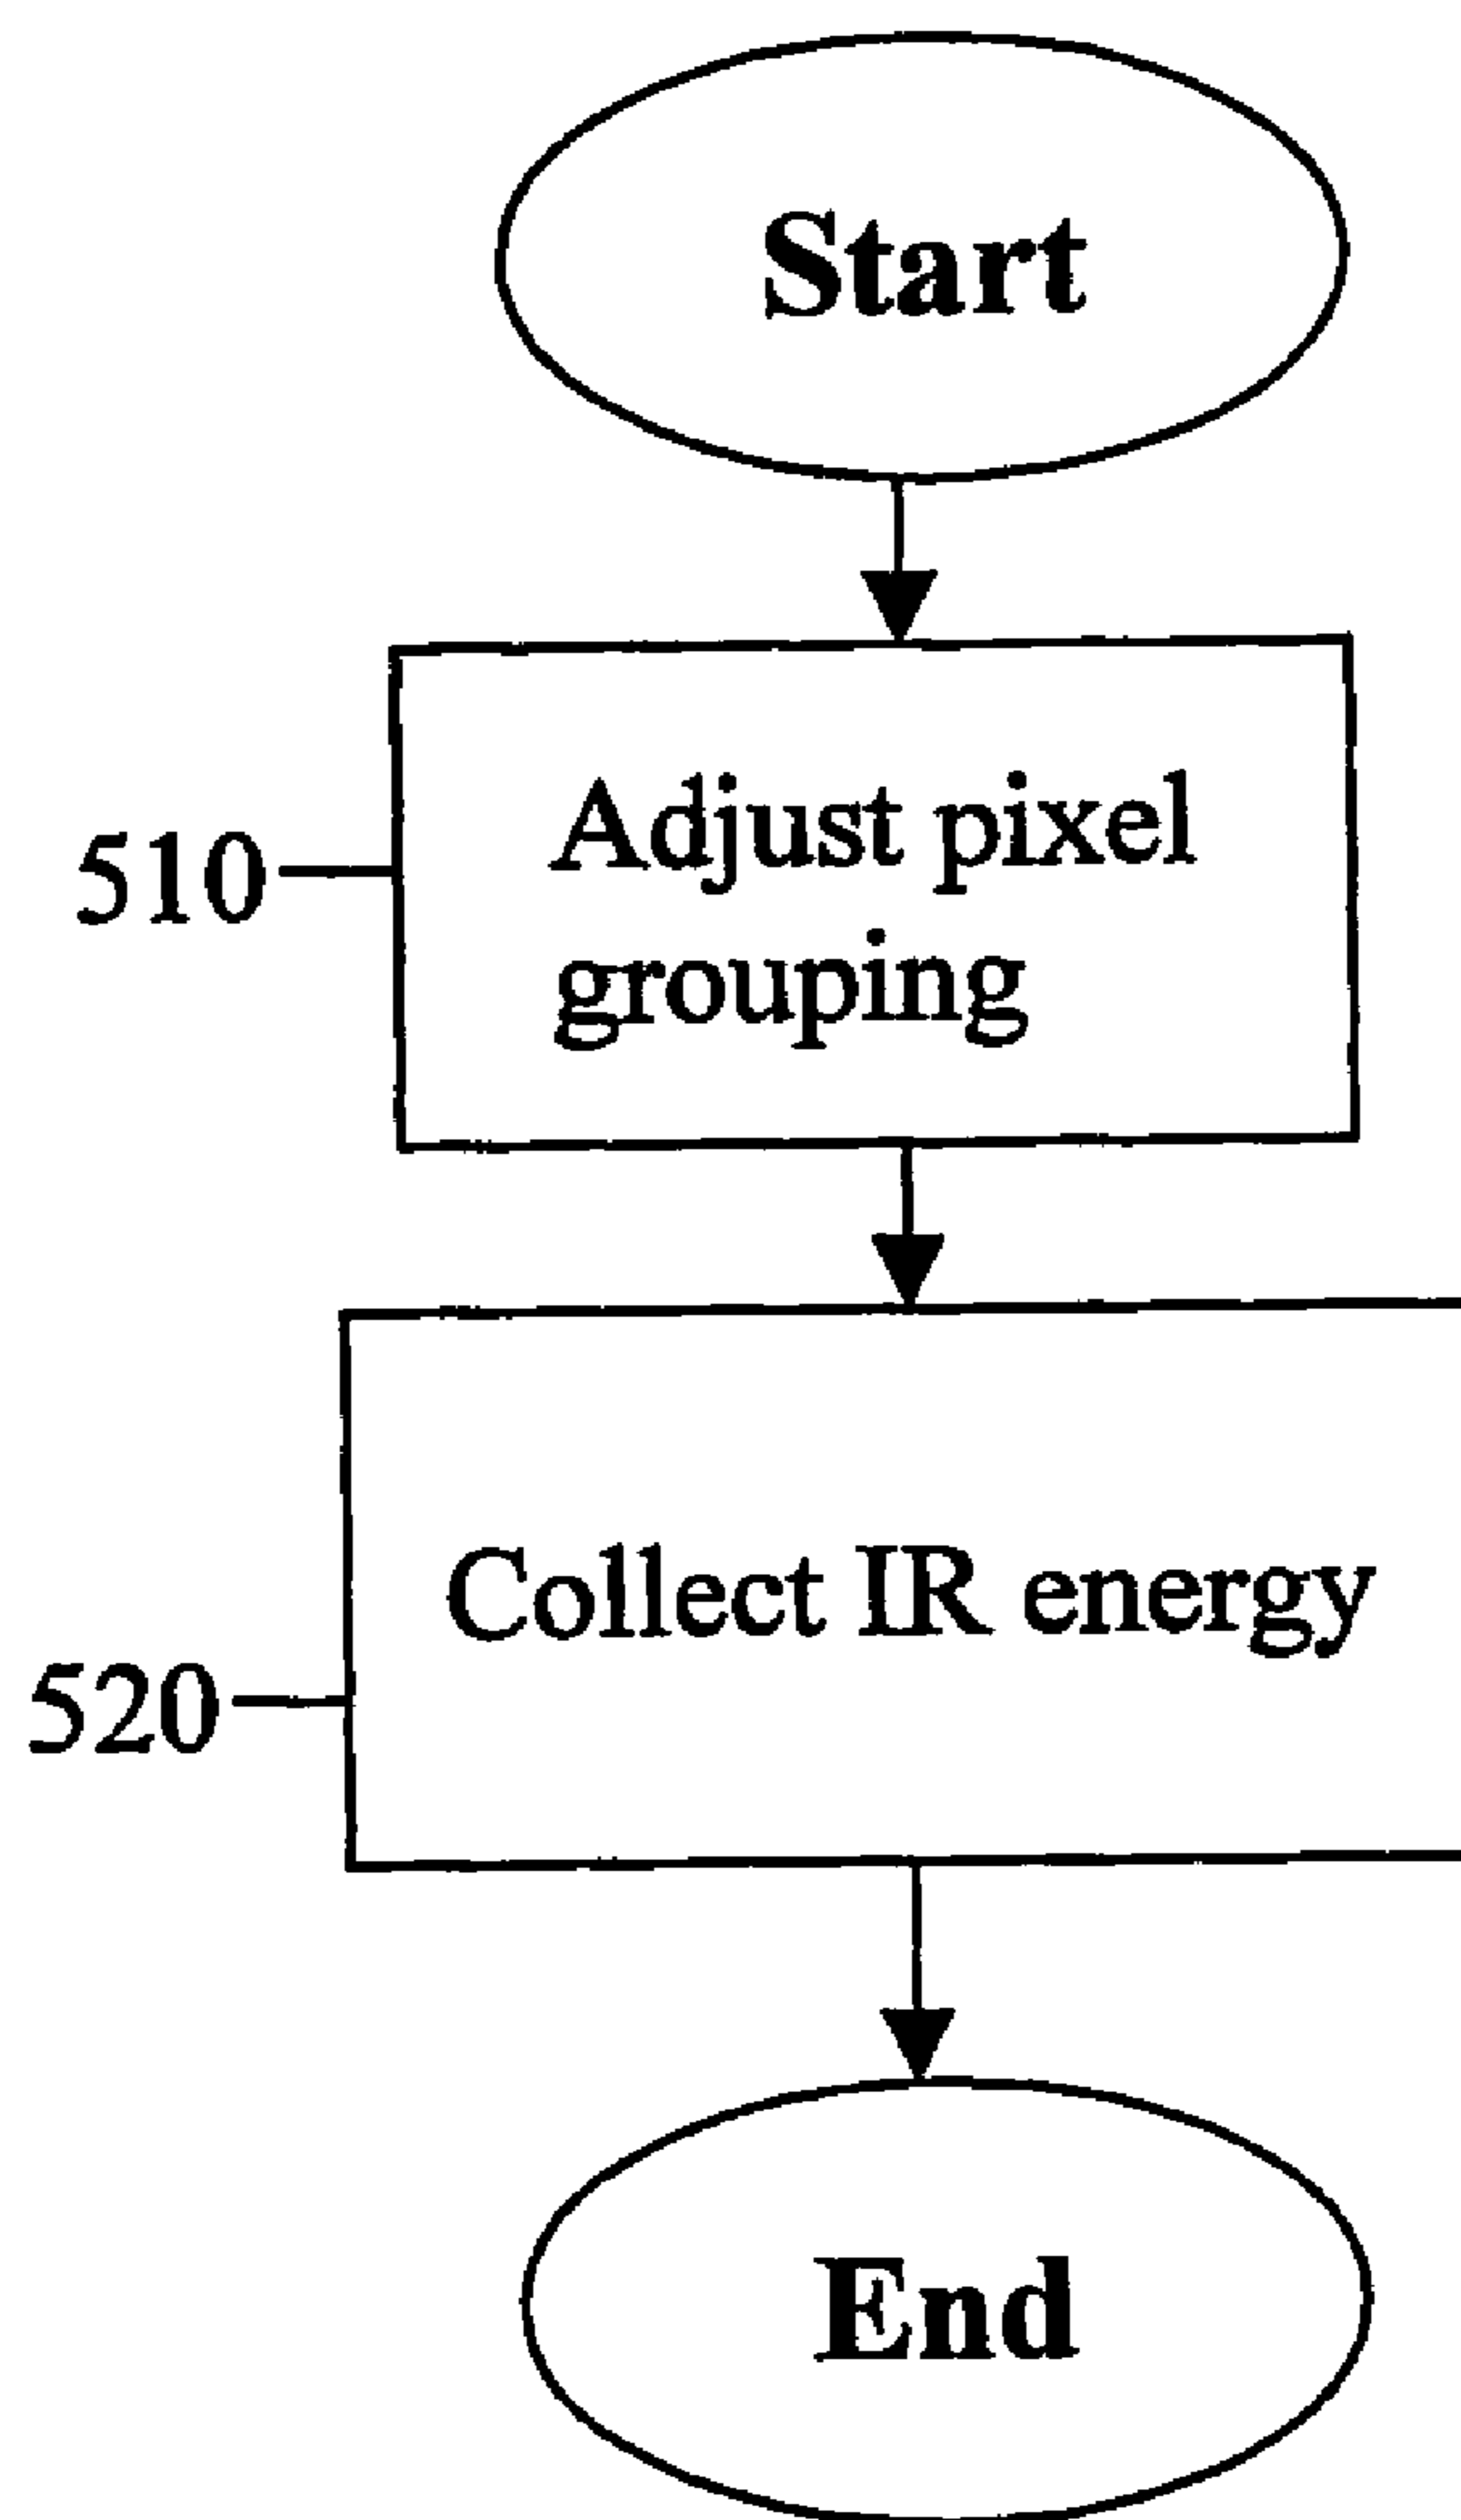 Start
510
Adjust pixel
grouping
Collect IR energy
520
End